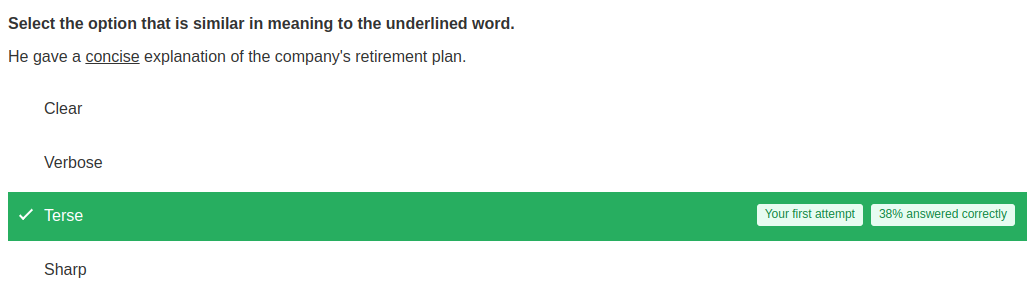 Select the option that is similar in meaning to the underlined word.
He gave a concise explanation of the company's retirement plan.
Clear
Verbose
Terse Your first attempt 38% answered correctly
Sharp